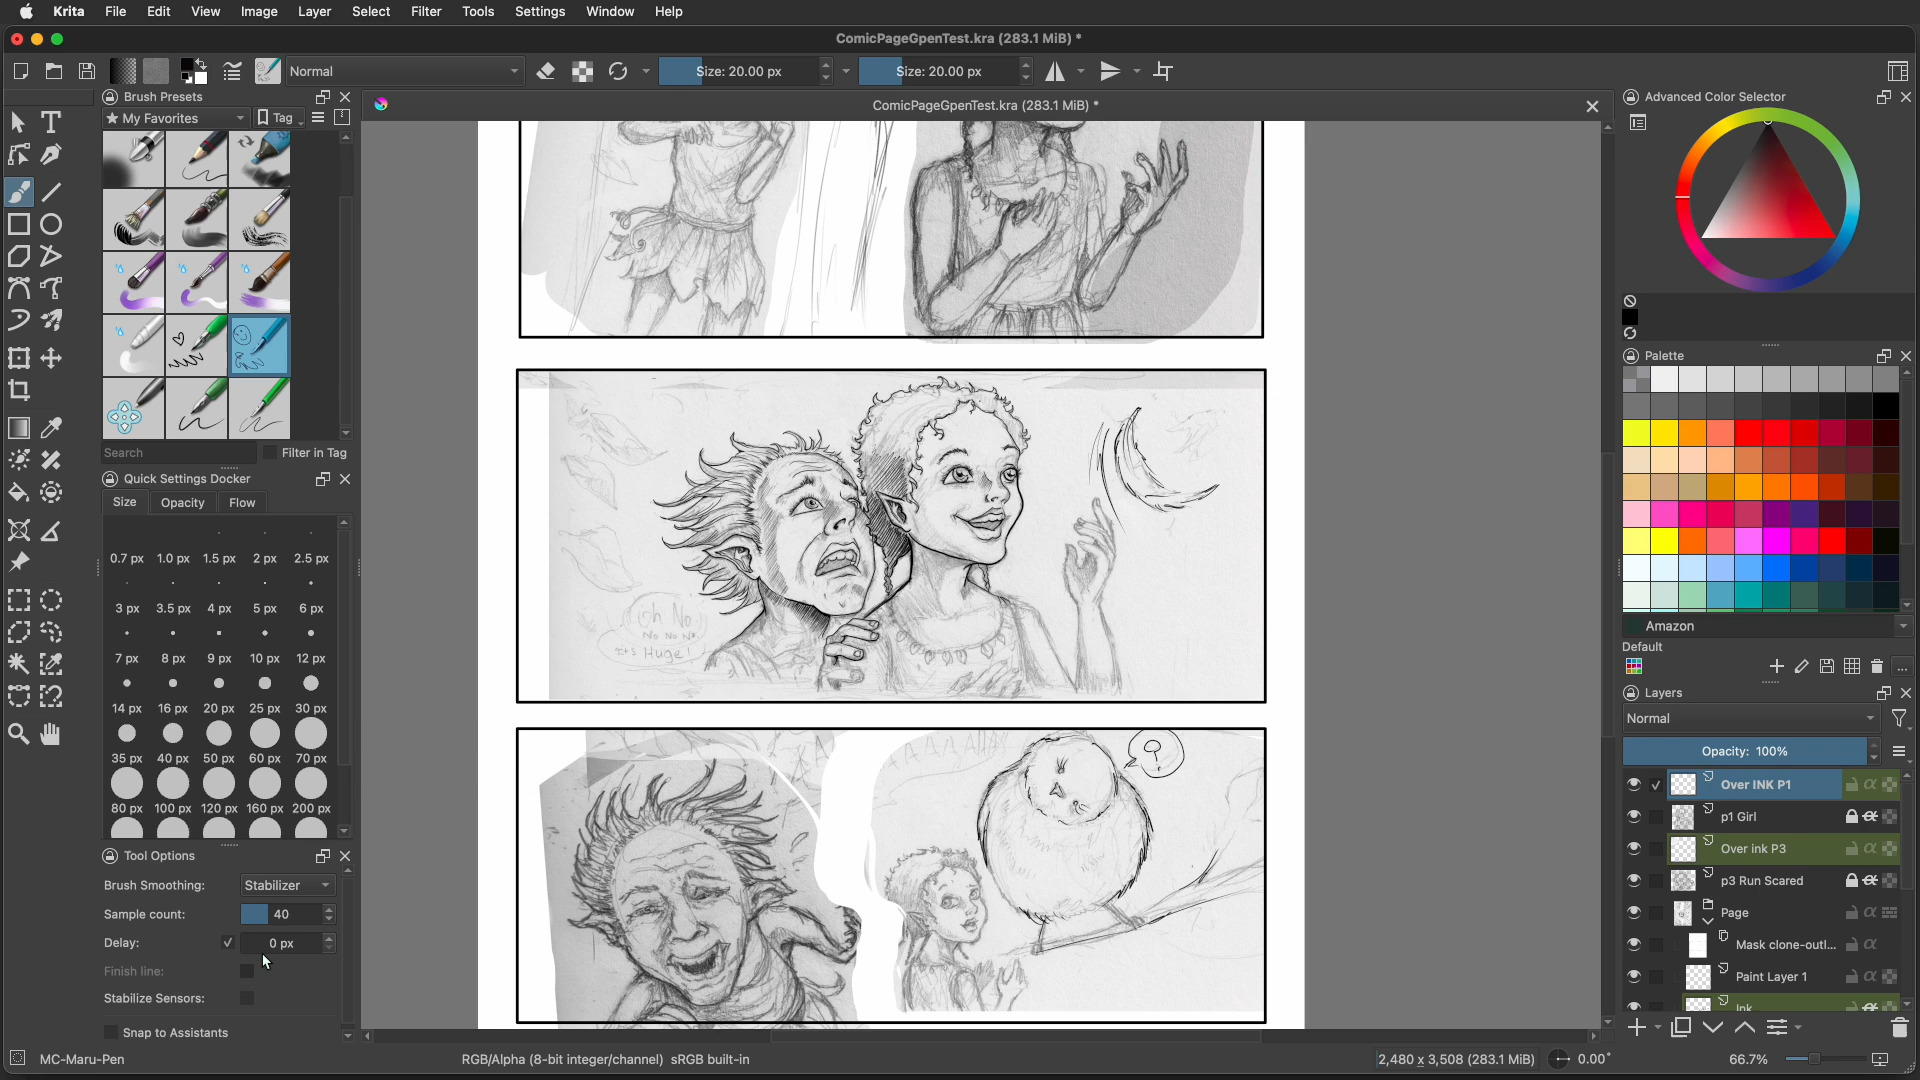 Krita File Edit View Image Layer Select Filter Tools Settings Window Help
ComicPageGpenTest.kra (283.1 MiB) *
Normal
Size: 20.00 px
Size: 20.00 px
Brush Presets
ComicPageGpenTest.kra (283.1 MiB) *
My Favorites
Tag
Search
Filter in Tag
Quick Settings Docker
Size Opacity Flow
0.7 px 1.0 px 1.5 px 2 px 2.5 px
3 px 3.5 px 4 px 5 px 6 px
7 px 8 px 9 px 10 px 12 px
14 px 16 px 20 px 25 px 30 px
35 px 40 px 50 px 60 px 70 px
80 px 100 px 120 px 160 px 200 px
Tool Options
Brush Smoothing: Stabilizer
Sample count: 40
Delay: 0 px
Finish line:
Stabilize Sensors:
Snap to Assistants
oh No
No No No
its Huge!
?
AAAAH
Advanced Color Selector
Palette
Amazon
Default
...
Layers
Normal
Opacity: 100%
Over INK P1
p1 Girl
Over ink P3
p3 Run Scared
Page
Mask clone-outl...
Paint Layer 1
Ink
MC-Maru-Pen
RGB/Alpha (8-bit integer/channel) sRGB built-in
2,480 x 3,508 (283.1 MiB)
0.00°
66.7%